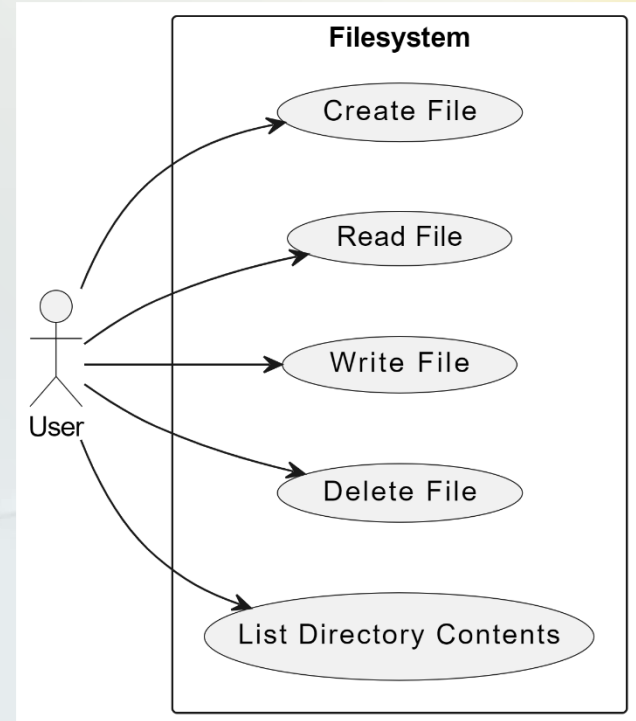 Filesystem
Create File
Read File
Write File
User
Delete File
List Directory Contents